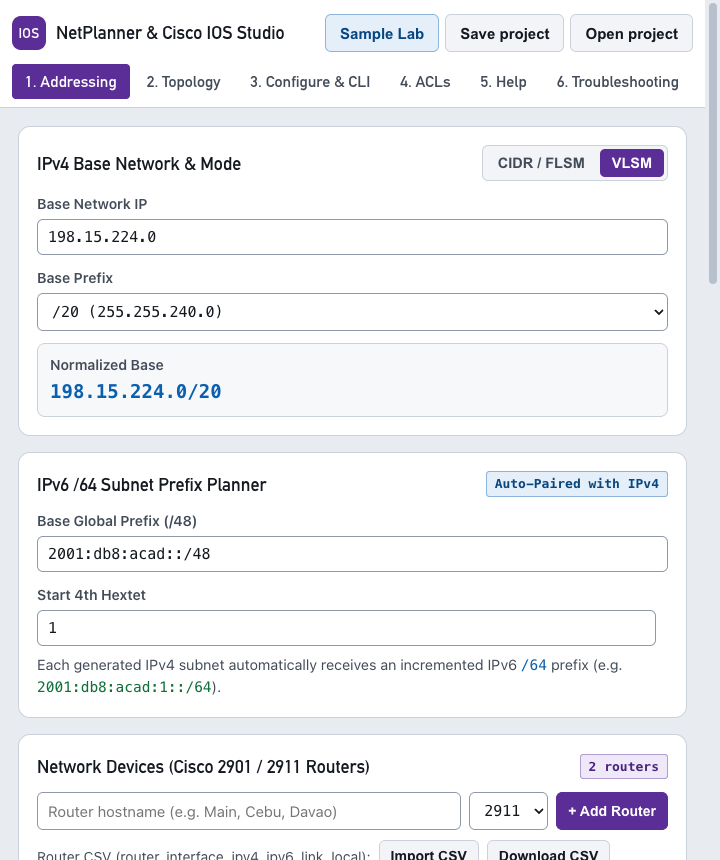 IOS NetPlanner & Cisco IOS Studio Sample Lab Save project Open project
1. Addressing 2. Topology 3. Configure & CLI 4. ACLs 5. Help 6. Troubleshooting
IPv4 Base Network & Mode CIDR / FLSM VLSM
Base Network IP
198.15.224.0
Base Prefix
/20 (255.255.240.0)
Normalized Base
198.15.224.0/20
IPv6 /64 Subnet Prefix Planner Auto-Paired with IPv4
Base Global Prefix (/48)
2001:db8:acad::/48
Start 4th Hextet
1
Each generated IPv4 subnet automatically receives an incremented IPv6 /64 prefix (e.g.
2001:db8:acad:1::/64).
Network Devices (Cisco 2901 / 2911 Routers) 2 routers
Router hostname (e.g. Main, Cebu, Davao) 2911 + Add Router
Router CSV (router, interface, ipv4, ipv6, link_local): Import CSV Download CSV